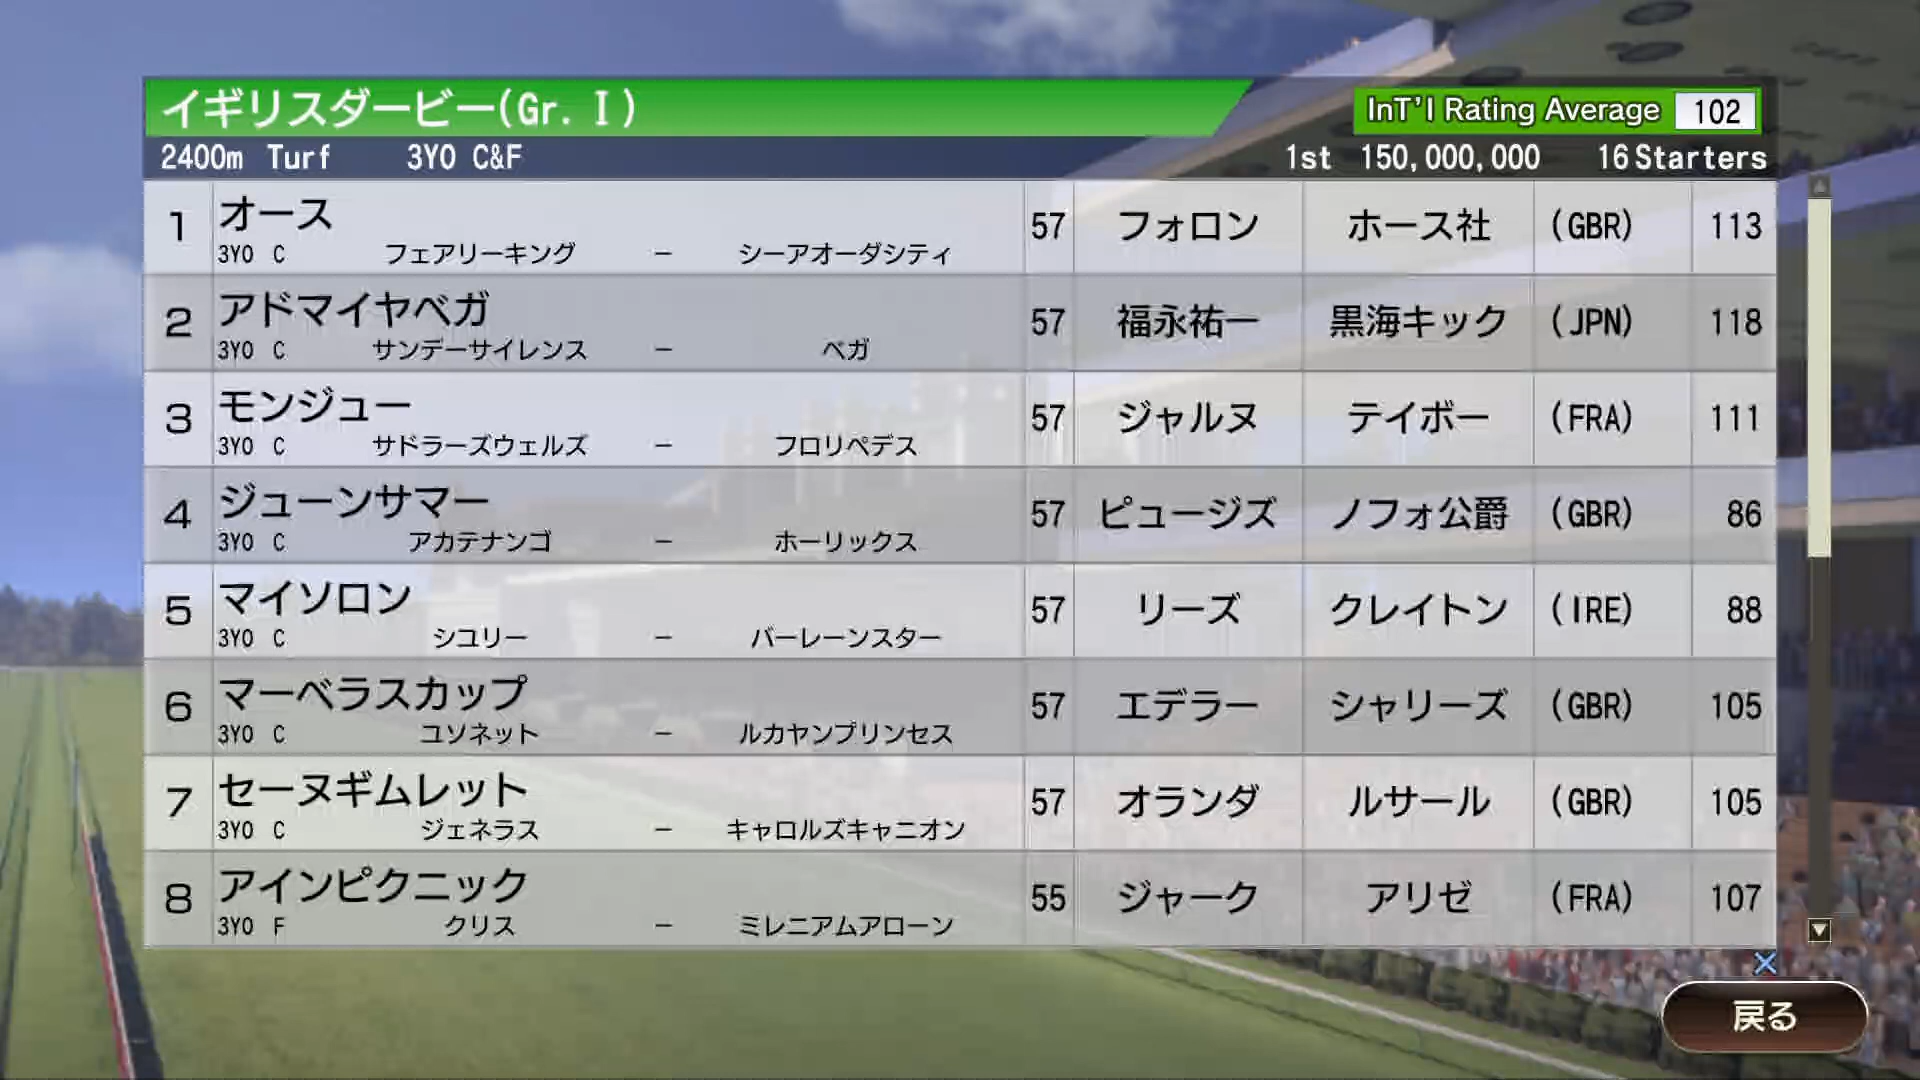 イギリスダービー(Gr.Ⅰ)
InT'l Rating Average 102
2400m Turf 3YO C&F 1st 150,000,000 16Starters
1 オース 57 フォロン ホース社 (GBR) 113
3YO C フェアリーキング － シーアオーダシティ
2 アドマイヤベガ 57 福永祐一 黒海キック (JPN) 118
3YO C サンデーサイレンス － ベガ
3 モンジュー 57 ジャルヌ テイボー (FRA) 111
3YO C サドラーズウェルズ － フロリペデス
4 ジューンサマー 57 ピュージズ ノフォ公爵 (GBR) 86
3YO C アカテナンゴ － ホーリックス
5 マイソロン 57 リーズ クレイトン (IRE) 88
3YO C シユリー － バーレーンスター
6 マーベラスカップ 57 エデラー シャリーズ (GBR) 105
3YO C ユソネット － ルカヤンプリンセス
7 セーヌギムレット 57 オランダ ルサール (GBR) 105
3YO C ジェネラス － キャロルズキャニオン
8 アインピクニック 55 ジャーク アリゼ (FRA) 107
3YO F クリス － ミレニアムアローン
戻る